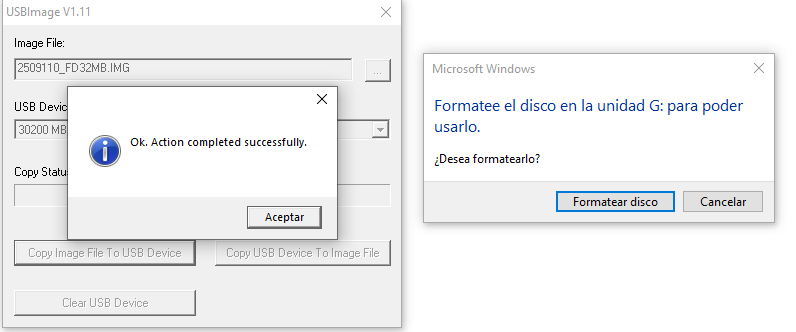 USBImage V1.11
Image File:
2509110_FD32MB.IMG
...
USB Device
30200 MB
Copy Status
Ok. Action completed successfully.
Aceptar
Copy Image File To USB Device
Copy USB Device To Image File
Clear USB Device
Microsoft Windows
Formatee el disco en la unidad G: para poder
usarlo.
¿Desea formatearlo?
Formatear disco
Cancelar